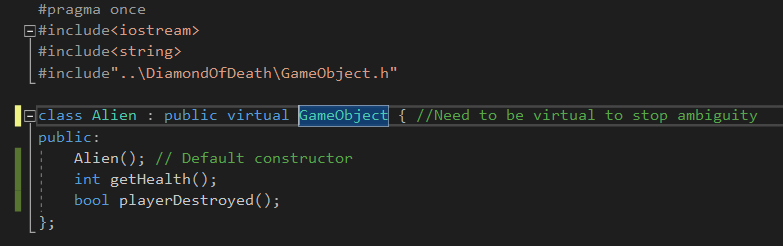 #pragma once
#include<iostream>
#include<string>
#include"..\DiamondOfDeath\GameObject.h"
class Alien : public virtual GameObject { //Need to be virtual to stop ambiguity
public:
Alien(); // Default constructor
int getHealth();
bool playerDestroyed();
};